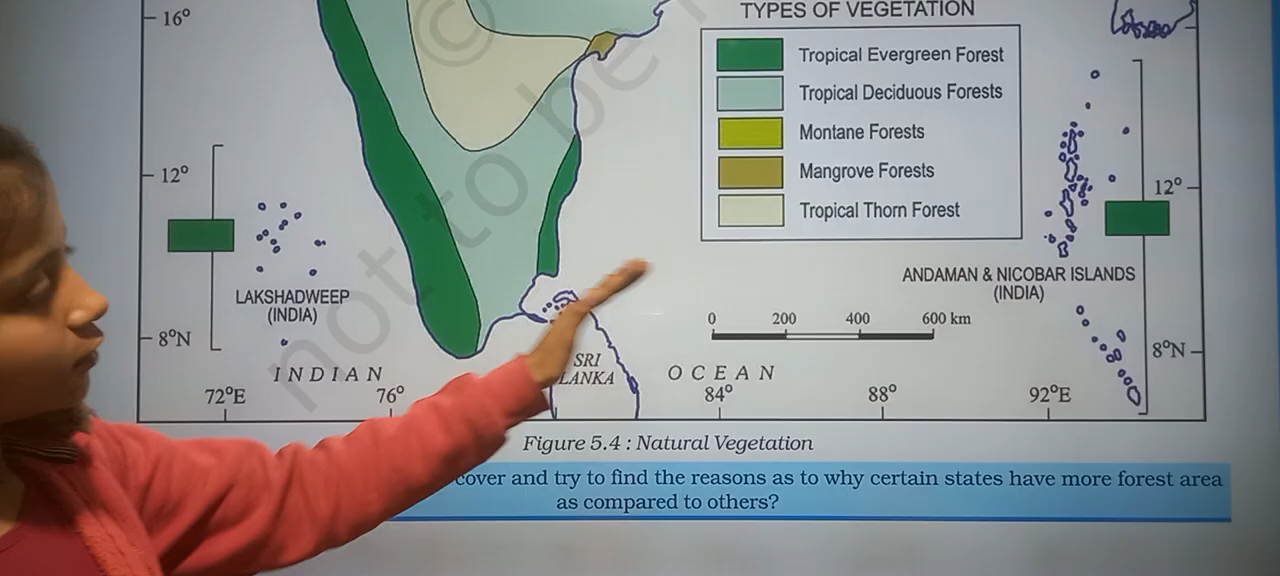 16°
TYPES OF VEGETATION
Tropical Evergreen Forest
Tropical Deciduous Forests
Montane Forests
Mangrove Forests
Tropical Thorn Forest
12°
12°
© not to be
LAKSHADWEEP
(INDIA)
ANDAMAN & NICOBAR ISLANDS
(INDIA)
0 200 400 600 km
8°N
8°N
SRI
LANKA
INDIAN OCEAN
72°E 76° 84° 88° 92°E
Figure 5.4 : Natural Vegetation
cover and try to find the reasons as to why certain states have more forest area
as compared to others?